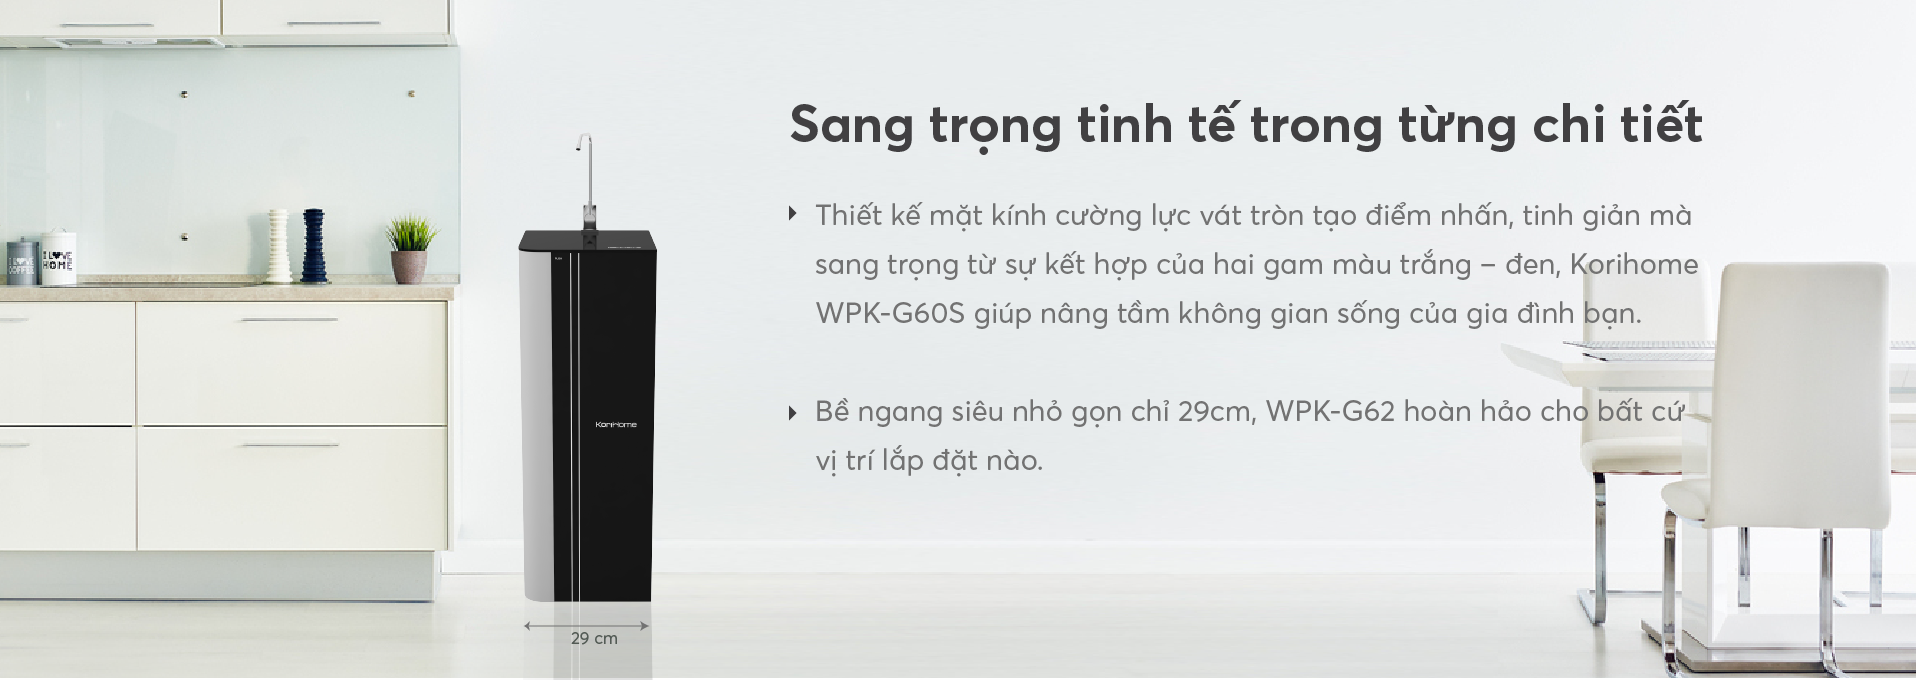 Sang trọng tinh tế trong từng chi tiết
Thiết kế mặt kính cường lực vát tròn tạo điểm nhấn, tinh giản mà
sang trọng từ sự kết hợp của hai gam màu trắng – đen, Korihome
WPK-G60S giúp nâng tầm không gian sống của gia đình bạn.
Bề ngang siêu nhỏ gọn chỉ 29cm, WPK-G62 hoàn hảo cho bất cứ
vị trí lắp đặt nào.
I LOVE
COFFEE
I L♥VE
HOME
KoriHome
29 cm